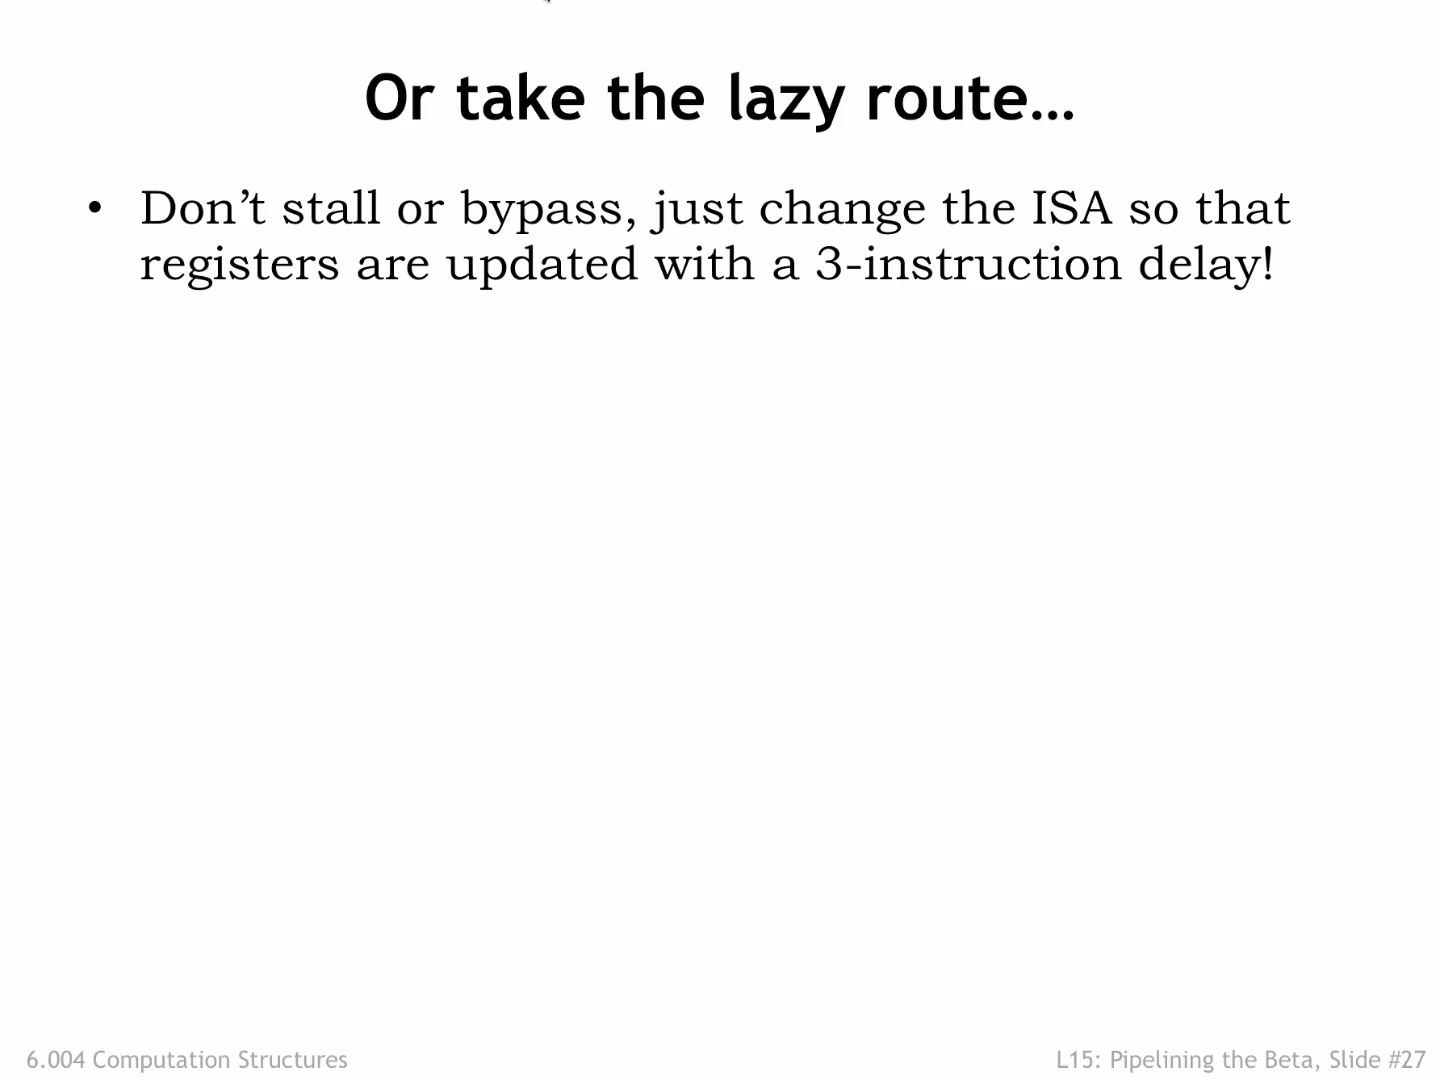 Or take the lazy route…
• Don’t stall or bypass, just change the ISA so that
registers are updated with a 3-instruction delay!
6.004 Computation Structures
L15: Pipelining the Beta, Slide #27